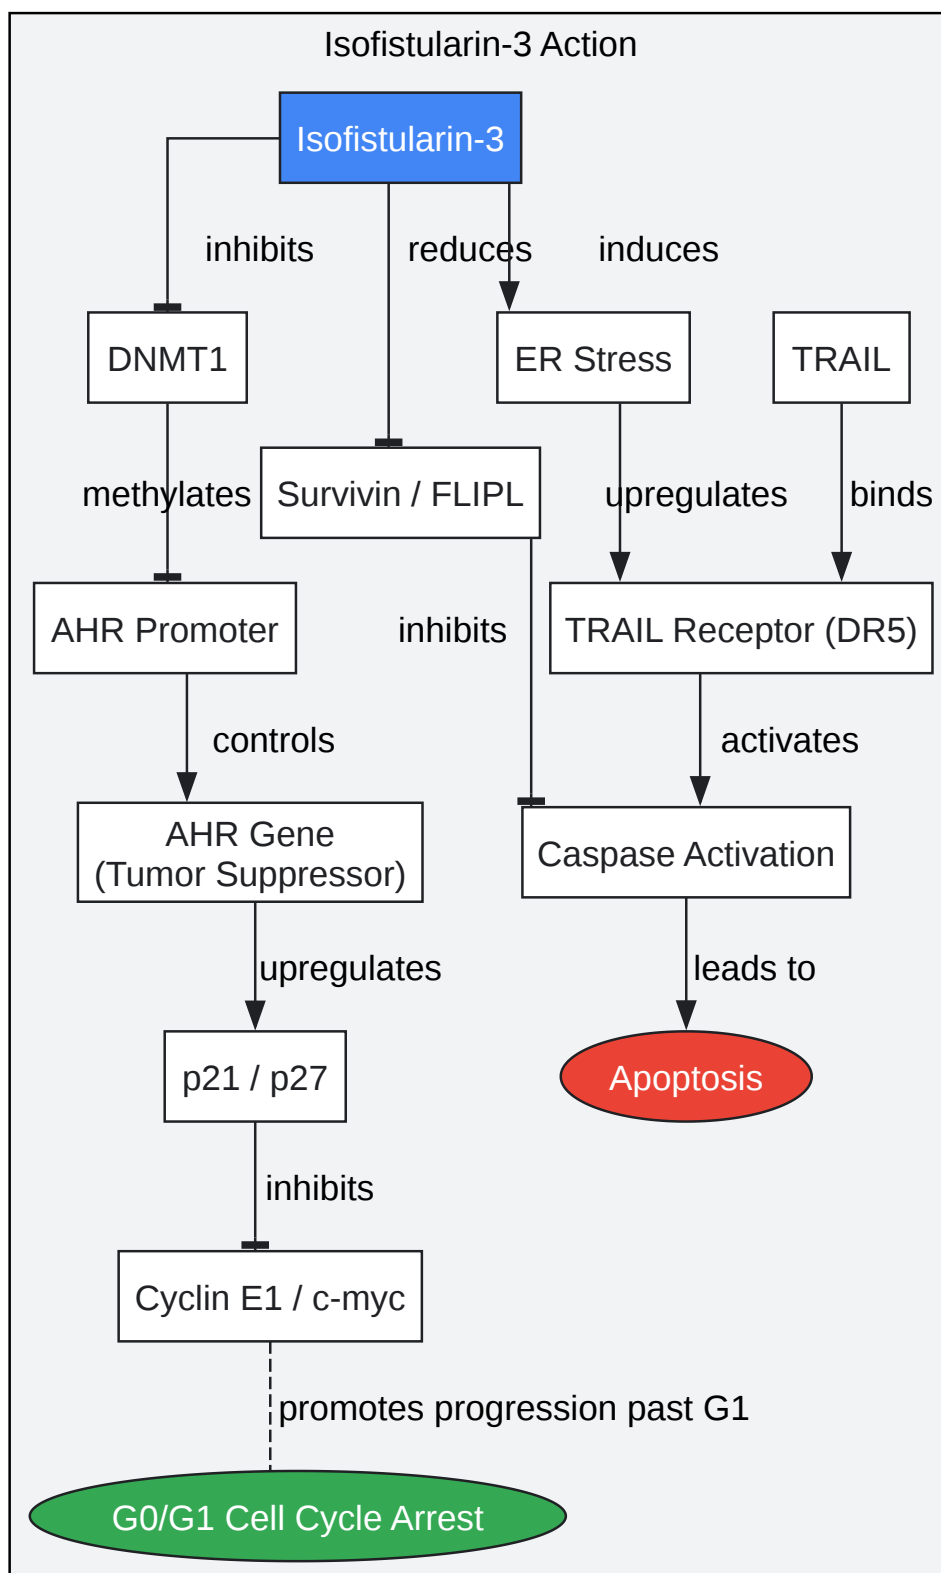 Isofistularin-3 Action
Isofistularin-3
inhibits
reduces
induces
DNMT1
ER Stress
TRAIL
methylates
Survivin / FLIPL
upregulates
binds
AHR Promoter
inhibits
TRAIL Receptor (DR5)
controls
activates
AHR Gene
(Tumor Suppressor)
Caspase Activation
upregulates
leads to
p21 / p27
Apoptosis
inhibits
Cyclin E1 / c-myc
promotes progression past G1
G0/G1 Cell Cycle Arrest